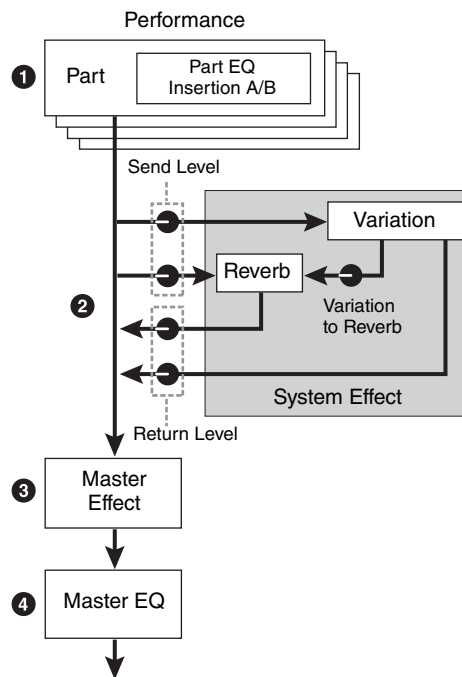 Performance
1
Part
Part EQ
Insertion A/B
Send Level
Variation
Reverb
2
Variation
to Reverb
System Effect
Return Level
3
Master
Effect
4
Master EQ